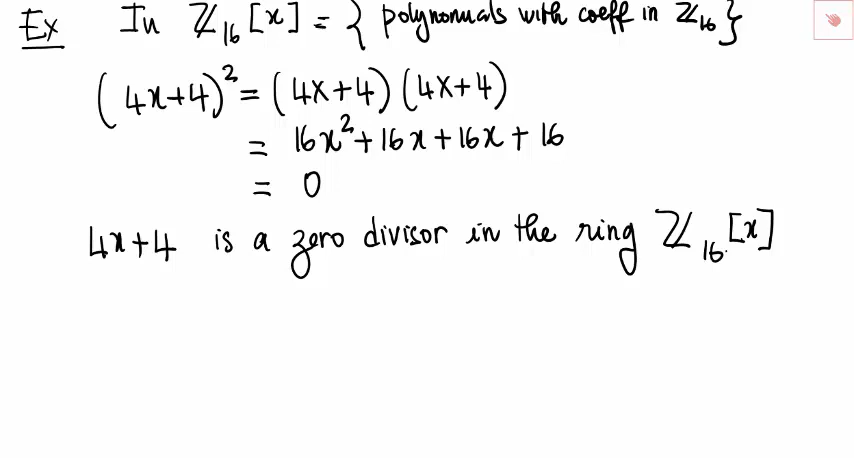 Ex In ℤ₁₆[x] = { polynomials with coeff in ℤ₁₆ }
(4x+4)² = (4x+4)(4x+4)
= 16x² + 16x + 16x + 16
= 0
4x+4 is a zero divisor in the ring ℤ₁₆[x]